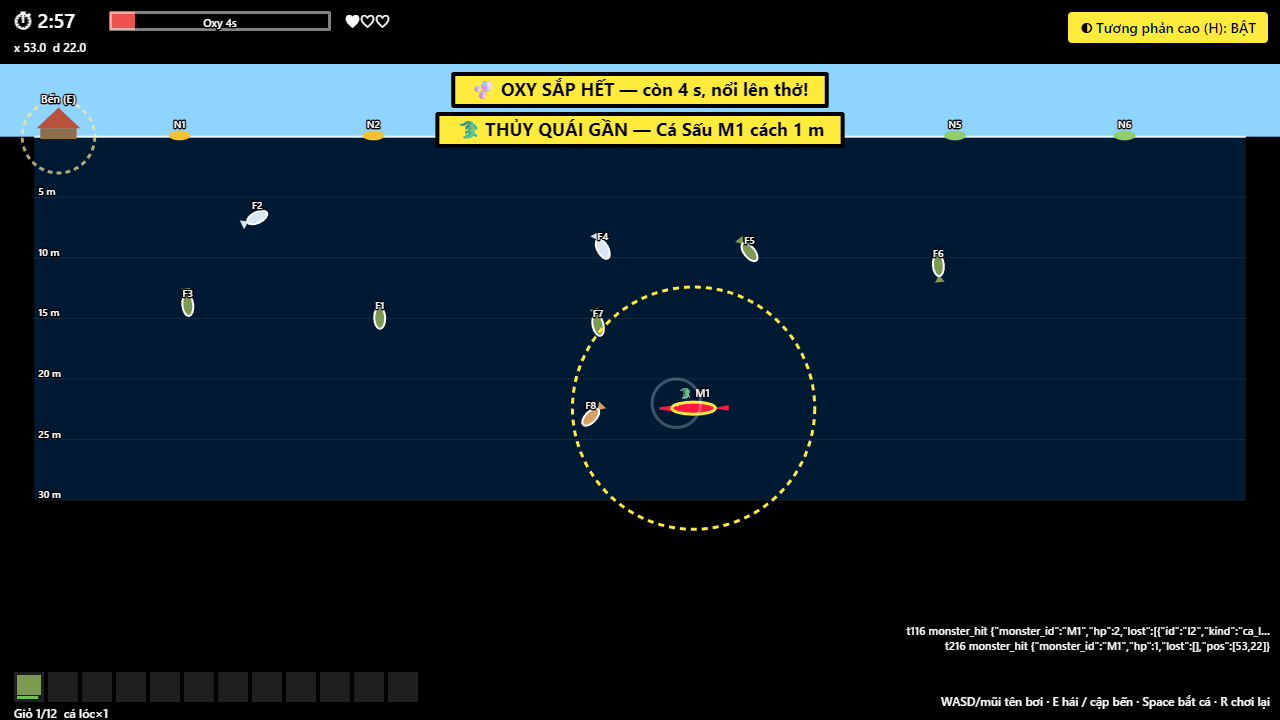 ⏱ 2:57
Oxy 4s
x 53.0 d 22.0
◐ Tương phản cao (H): BẬT
OXY SẮP HẾT — còn 4 s, nổi lên thở!
THỦY QUÁI GẦN — Cá Sấu M1 cách 1 m
Bến (E)
N1
N2
N5
N6
5 m
F2
F4
F5
10 m
F6
F3
F1
15 m
F7
20 m
M1
F8
25 m
30 m
t116 monster_hit {"monster_id":"M1","hp":2,"lost":[{"id":"I2","kind":"ca_l...
t216 monster_hit {"monster_id":"M1","hp":1,"lost":[],"pos":[53,22]}
Giỏ 1/12 cá lóc×1
WASD/mũi tên bơi · E hái / cập bến · Space bắt cá · R chơi lại